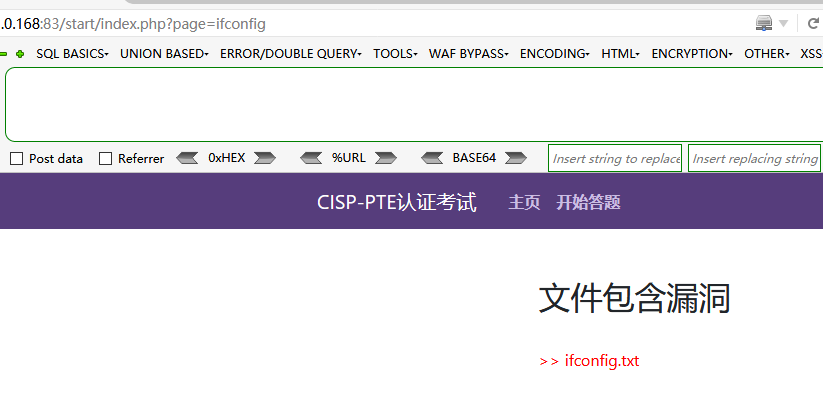 .0.168:83/start/index.php?page=ifconfig
SQL BASICS UNION BASED ERROR/DOUBLE QUERY TOOLS WAF BYPASS ENCODING HTML ENCRYPTION OTHER XSS
Post data Referrer 0xHEX %URL BASE64 Insert string to replace Insert replacing string
CISP-PTE认证考试 主页 开始答题
文件包含漏洞
>> ifconfig.txt